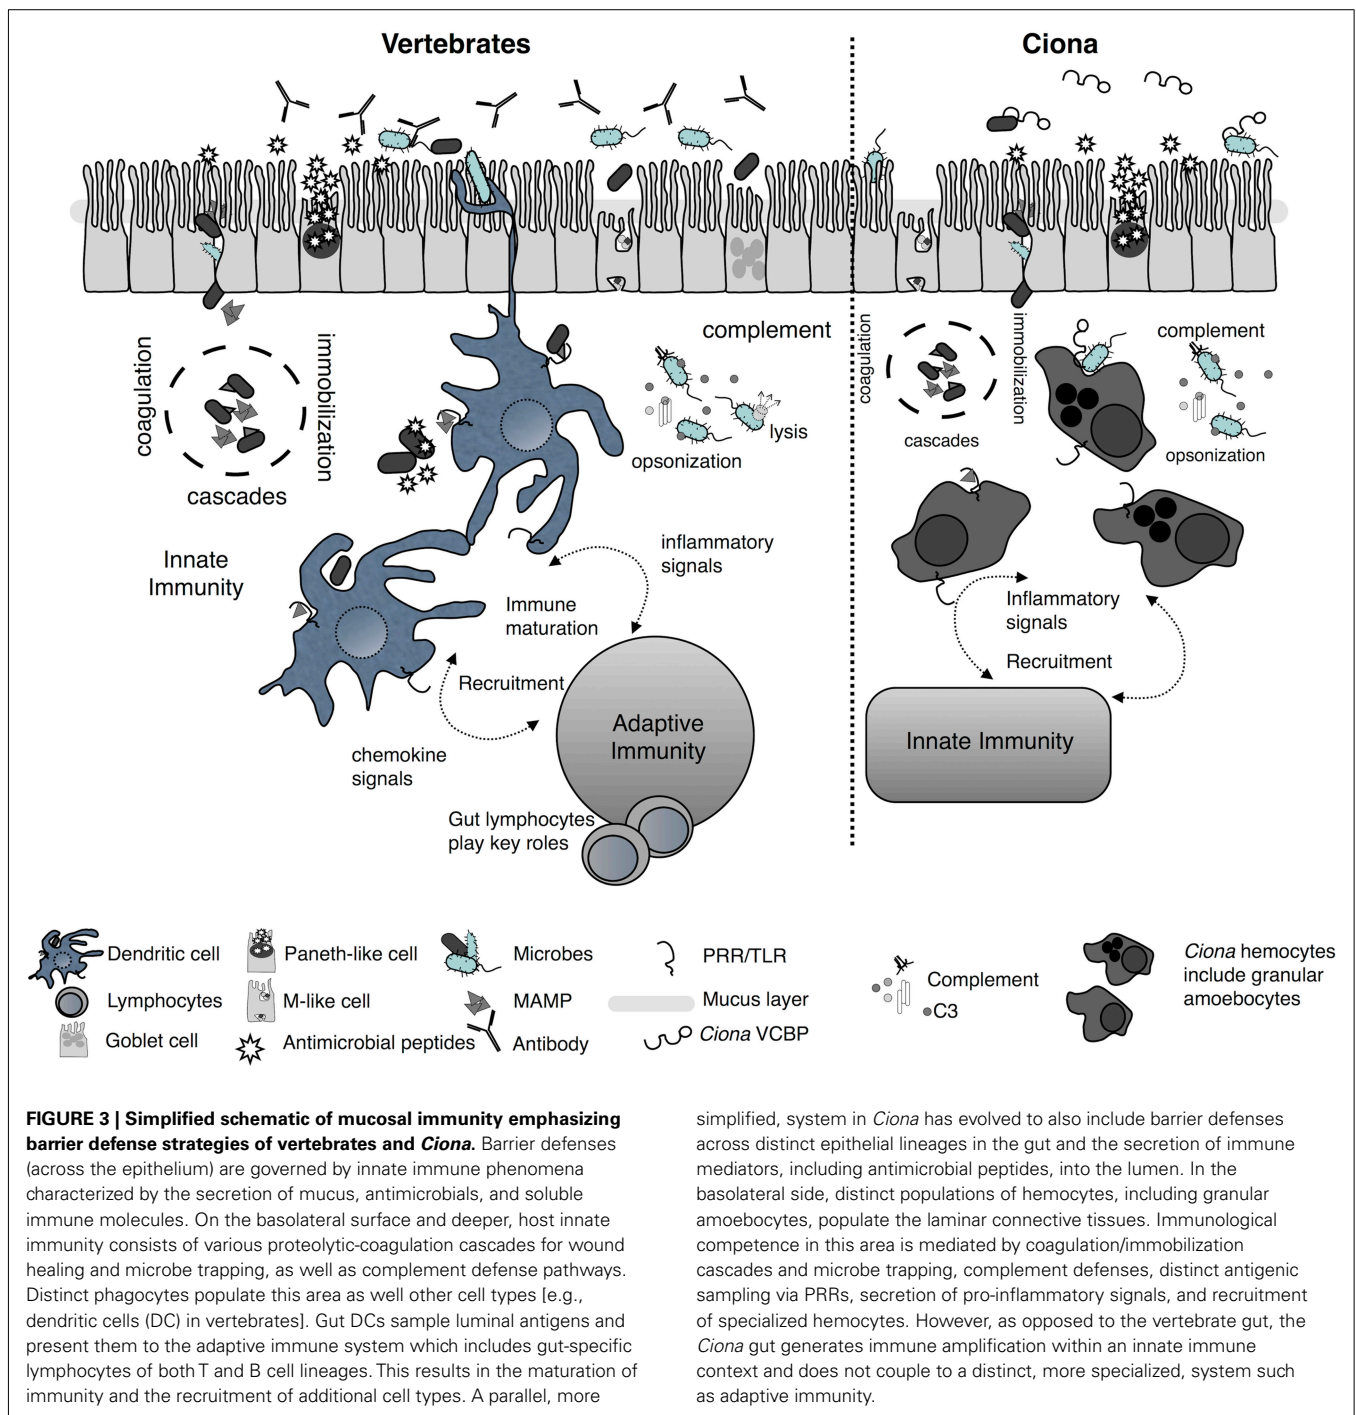 Vertebrates
Ciona
coagulation
immobilization
cascades
complement
lysis
opsonization
Innate
Immunity
inflammatory
signals
Immune
maturation
Recruitment
chemokine
signals
Adaptive
Immunity
Gut lymphocytes
play key roles
coagulation
immobilization
cascades
complement
opsonization
Inflammatory
signals
Recruitment
Innate Immunity
Dendritic cell
Lymphocytes
Goblet cell
Paneth-like cell
M-like cell
Antimicrobial peptides
Microbes
MAMP
Antibody
PRR/TLR
Mucus layer
Ciona VCBP
Complement
C3
Ciona hemocytes
include granular
amoebocytes
FIGURE 3 | Simplified schematic of mucosal immunity emphasizing
barrier defense strategies of vertebrates and Ciona. Barrier defenses
(across the epithelium) are governed by innate immune phenomena
characterized by the secretion of mucus, antimicrobials, and soluble
immune molecules. On the basolateral surface and deeper, host innate
immunity consists of various proteolytic-coagulation cascades for wound
healing and microbe trapping, as well as complement defense pathways.
Distinct phagocytes populate this area as well other cell types [e.g.,
dendritic cells (DC) in vertebrates]. Gut DCs sample luminal antigens and
present them to the adaptive immune system which includes gut-specific
lymphocytes of both T and B cell lineages. This results in the maturation of
immunity and the recruitment of additional cell types. A parallel, more
simplified, system in Ciona has evolved to also include barrier defenses
across distinct epithelial lineages in the gut and the secretion of immune
mediators, including antimicrobial peptides, into the lumen. In the
basolateral side, distinct populations of hemocytes, including granular
amoebocytes, populate the laminar connective tissues. Immunological
competence in this area is mediated by coagulation/immobilization
cascades and microbe trapping, complement defenses, distinct antigenic
sampling via PRRs, secretion of pro-inflammatory signals, and recruitment
of specialized hemocytes. However, as opposed to the vertebrate gut, the
Ciona gut generates immune amplification within an innate immune
context and does not couple to a distinct, more specialized, system such
as adaptive immunity.